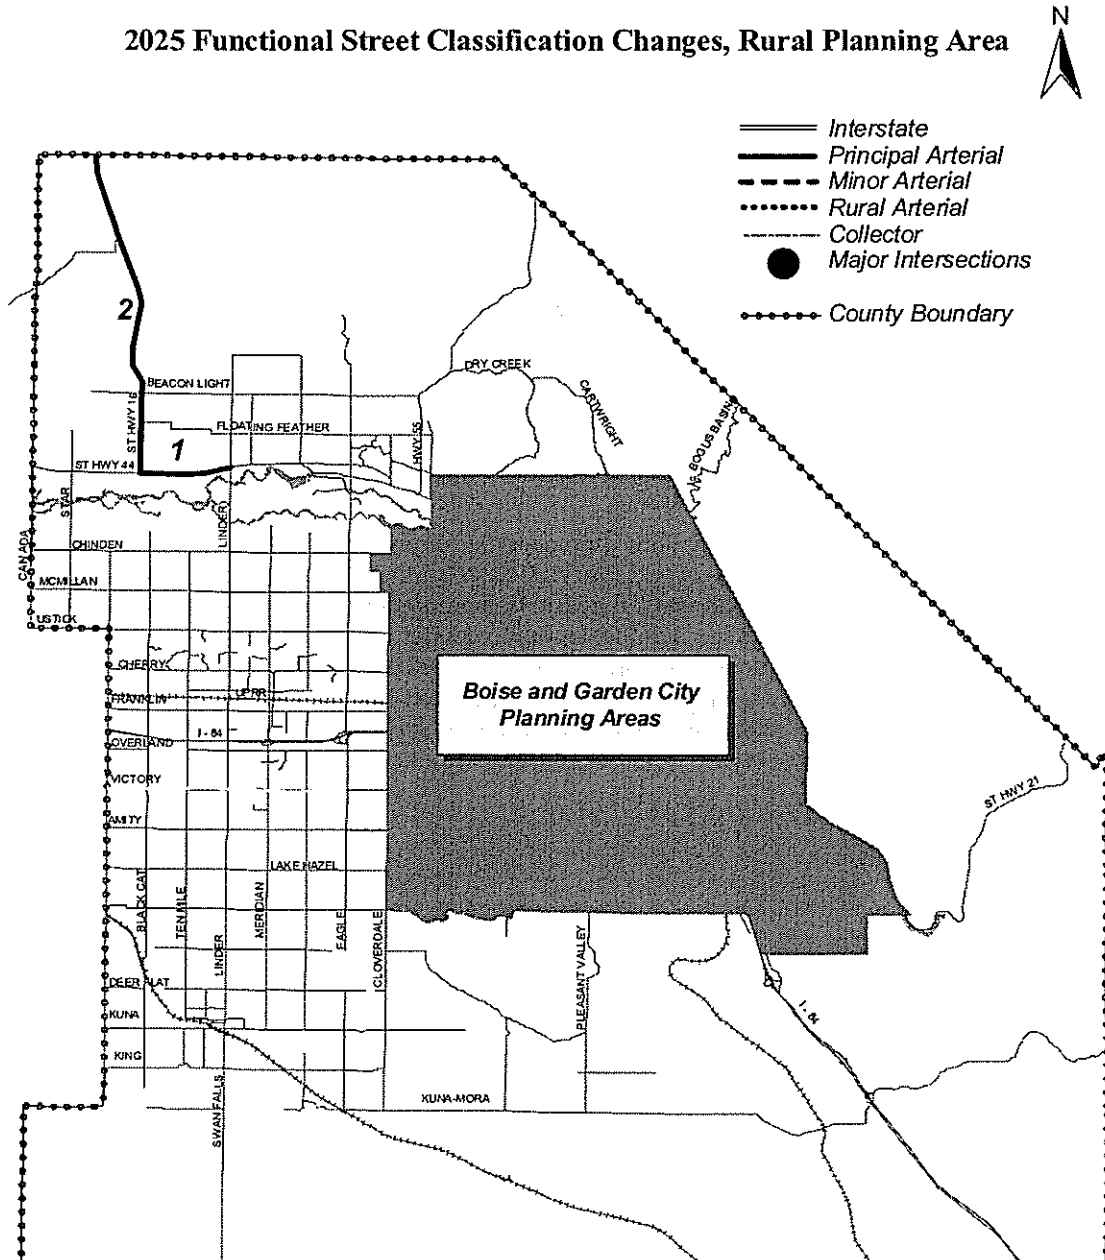 N
2025 Functional Street Classification Changes, Rural Planning Area
Interstate
Principal Arterial
Minor Arterial
Rural Arterial
Collector
Major Intersections
County Boundary
2
DRY CREEK
BEACON LIGHT
CARTWRIGHT
ST HWY 16
FLOATING FEATHER
HWY 55
BOGUS BASIN
1
ST HWY 44
STAR
LINDER
CANADA
CHINDEN
MCMILLAN
USTICK
CHERRY
FRANKLIN
UPRR
Boise and Garden City
Planning Areas
I - 84
OVERLAND
VICTORY
ST HWY 21
AMITY
LAKE HAZEL
BLACK CAT
TEN MILE
MERIDIAN
LINDER
EAGLE
CLOVERDALE
PLEASANT VALLEY
DEER FLAT
KUNA
I - 84
KING
SWAN FALLS
KUNA-MORA